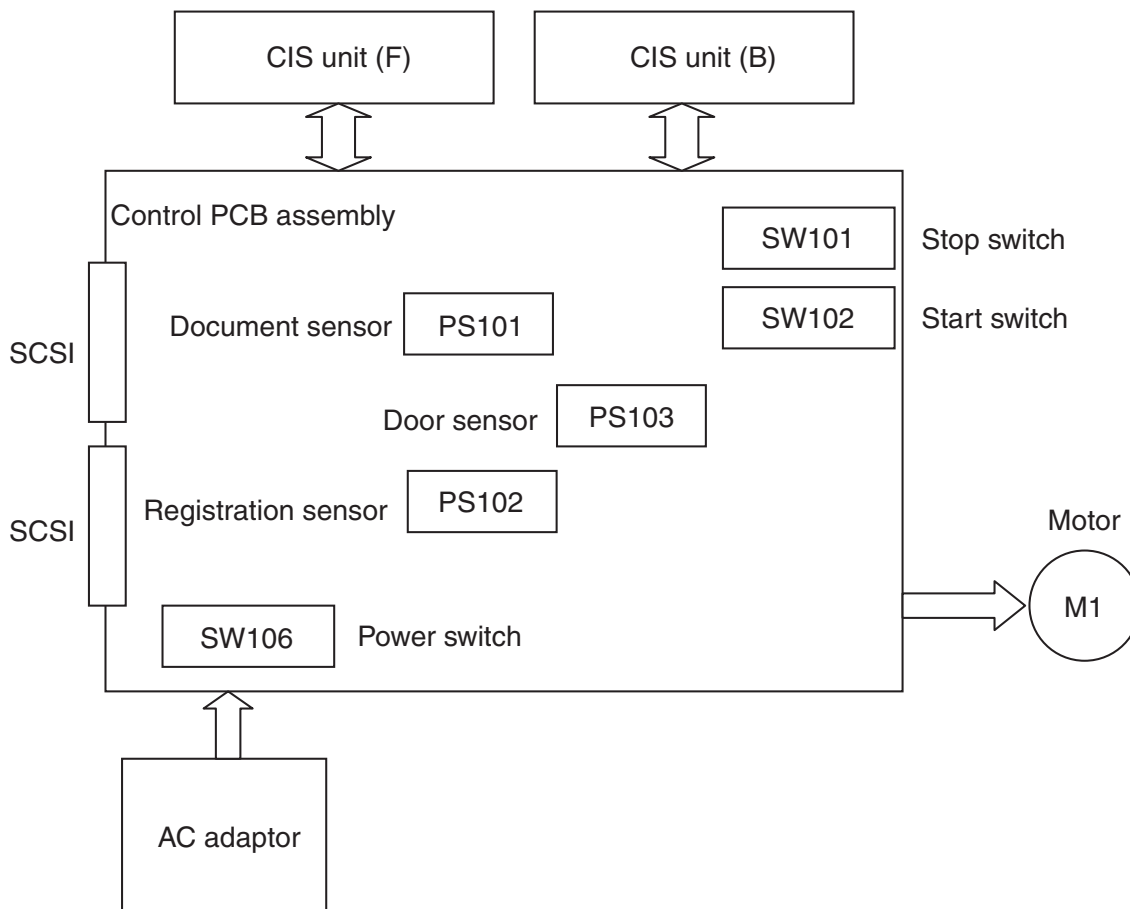 CIS unit (F)
CIS unit (B)
Control PCB assembly
SW101
Stop switch
SW102
Start switch
Document sensor
PS101
SCSI
Door sensor
PS103
Registration sensor
PS102
SCSI
Motor
M1
SW106
Power switch
AC adaptor